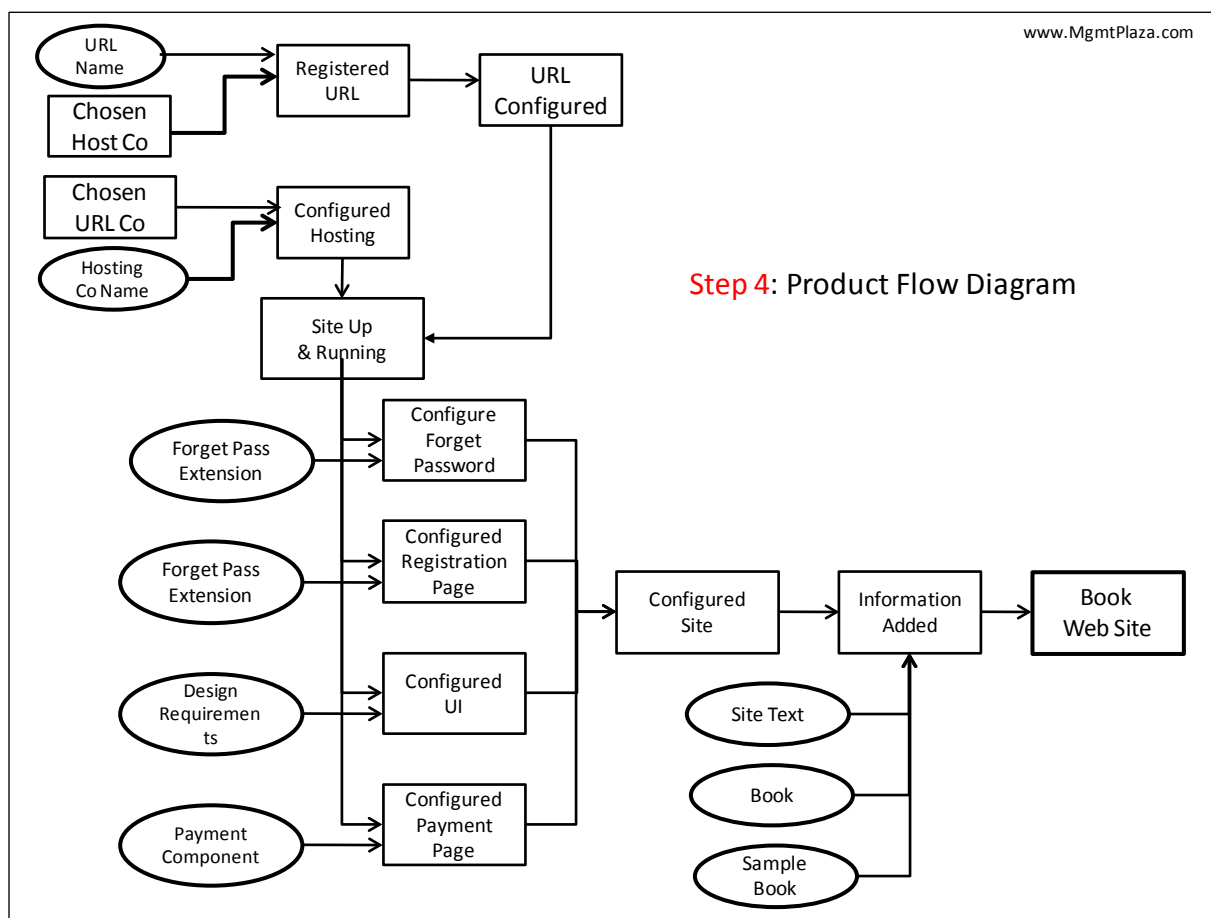 www.MgmtPlaza.com
URL
Name
Registered
URL
URL
Configured
Chosen
Host Co
Chosen
URL Co
Configured
Hosting
Hosting
Co Name
Step 4: Product Flow Diagram
Site Up
& Running
Configure
Forget
Password
Forget Pass
Extension
Configured
Registration
Page
Forget Pass
Extension
Configured
Site
Information
Added
Book
Web Site
Configured
UI
Design
Requiremen
ts
Site Text
Configured
Payment
Page
Book
Payment
Component
Sample
Book